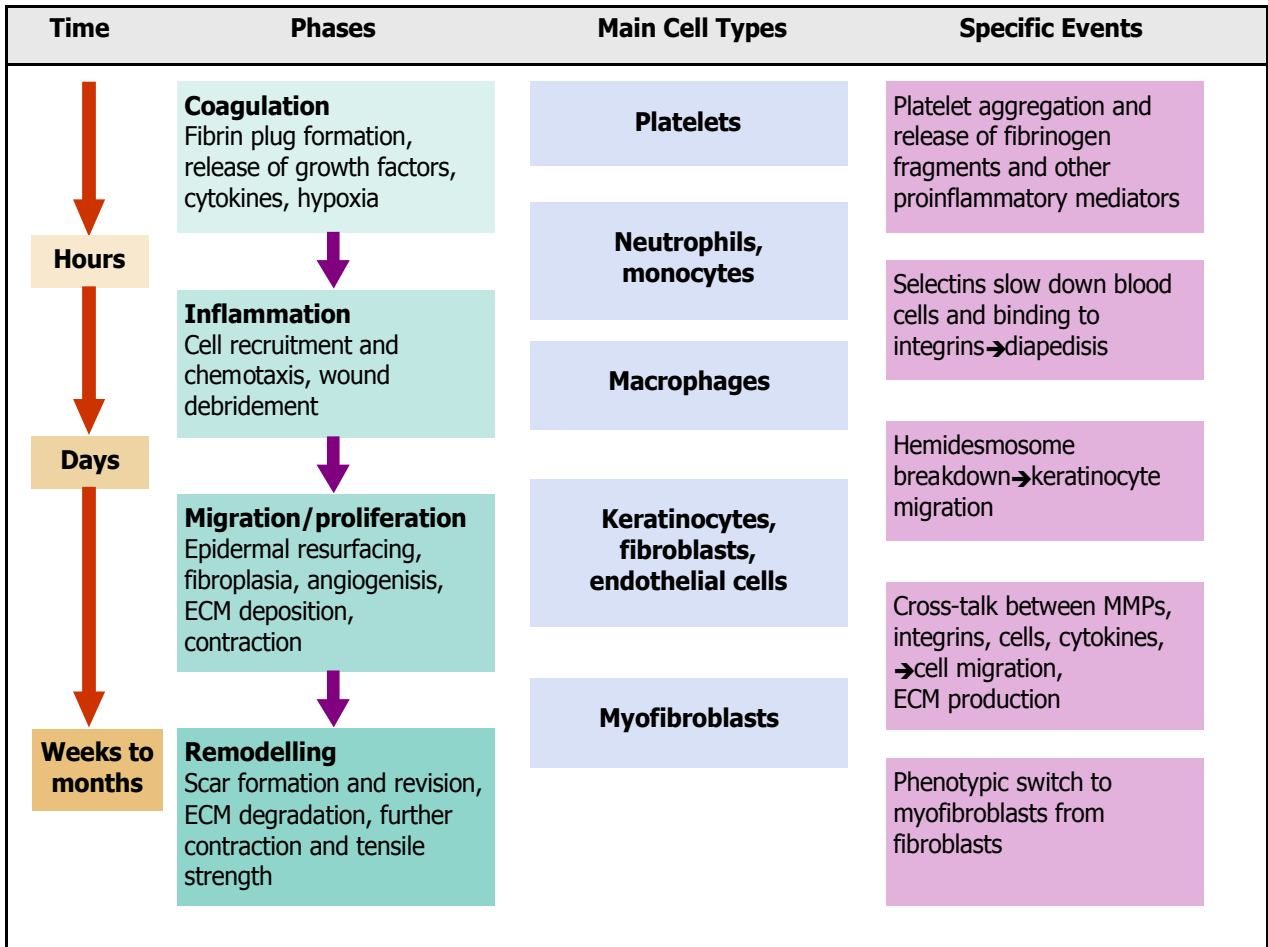 Time
Phases
Main Cell Types
Specific Events
Hours
Days
Weeks to
months
Coagulation
Fibrin plug formation,
release of growth factors,
cytokines, hypoxia
Inflammation
Cell recruitment and
chemotaxis, wound
debridement
Migration/proliferation
Epidermal resurfacing,
fibroplasia, angiogenisis,
ECM deposition,
contraction
Remodelling
Scar formation and revision,
ECM degradation, further
contraction and tensile
strength
Platelets
Neutrophils,
monocytes
Macrophages
Keratinocytes,
fibroblasts,
endothelial cells
Myofibroblasts
Platelet aggregation and
release of fibrinogen
fragments and other
proinflammatory mediators
Selectins slow down blood
cells and binding to
integrins➔diapedisis
Hemidesmosome
breakdown➔keratinocyte
migration
Cross-talk between MMPs,
integrins, cells, cytokines,
➔cell migration,
ECM production
Phenotypic switch to
myofibroblasts from
fibroblasts